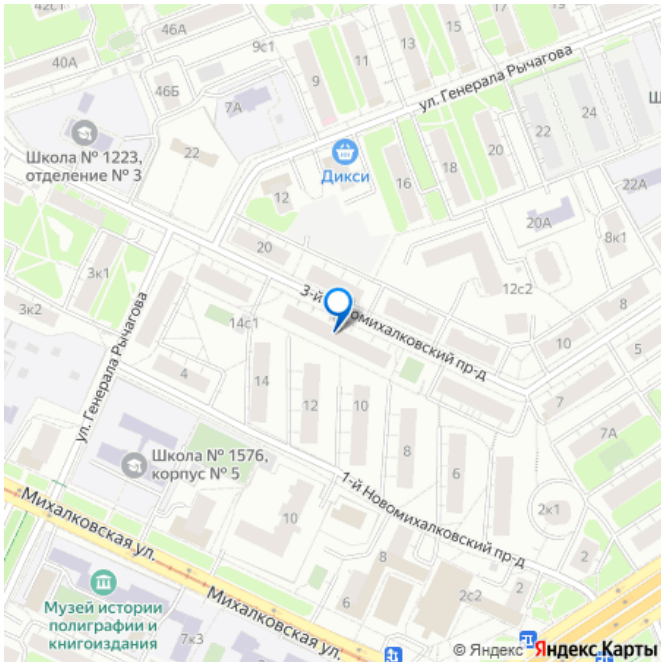 42с1
44А
40А
46Б
9с1
7А
9
11
13
15
17
ул. Генерала Рычагова
Школа № 1223,
отделение № 3
22
Дикси
12
16
18
20
22
24
Ш
22А
20А
8к1
20
12с2
3к1
3к2
ул. Генерала Рычагова
14с1
4
14
12
10
8
6
3-й
омихалковский пр-д
8
10
5
7
7А
2к1
2
Школа № 1576,
корпус № 5
1-й Новомихалковский пр-д
10
8
6
2с2
2
Михалковская ул.
Михалковская ул.
7к3
Музей истории
полиграфии и
книгоиздания
© Яндекс Яндекс Карты